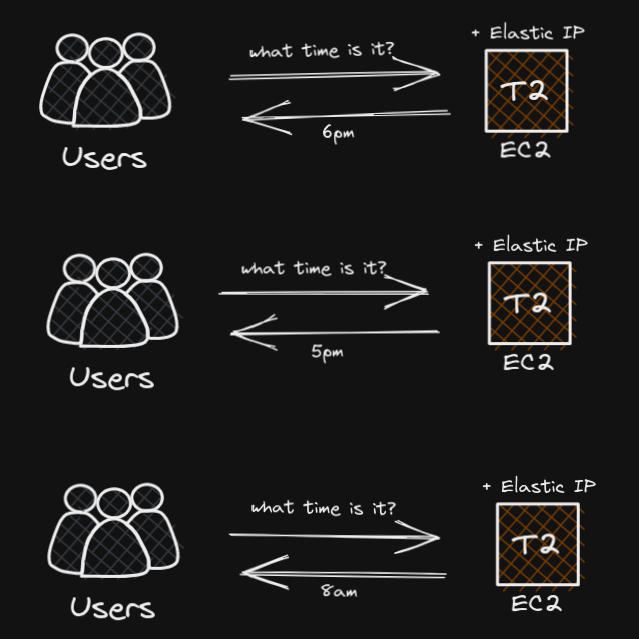 + Elastic IP
what time is it?
T2
6pm
EC2
Users
+ Elastic IP
what time is it?
T2
5pm
EC2
Users
+ Elastic IP
what time is it?
T2
8am
EC2
Users